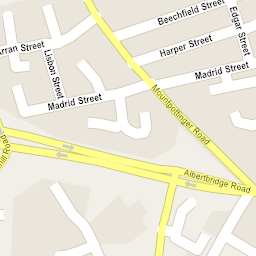 Beechfield Street
Edgar Street
Harper Street
Arran Street
Lisbon Street
Madrid Street
Madrid Street
Mountpottinger Road
Albertbridge Road